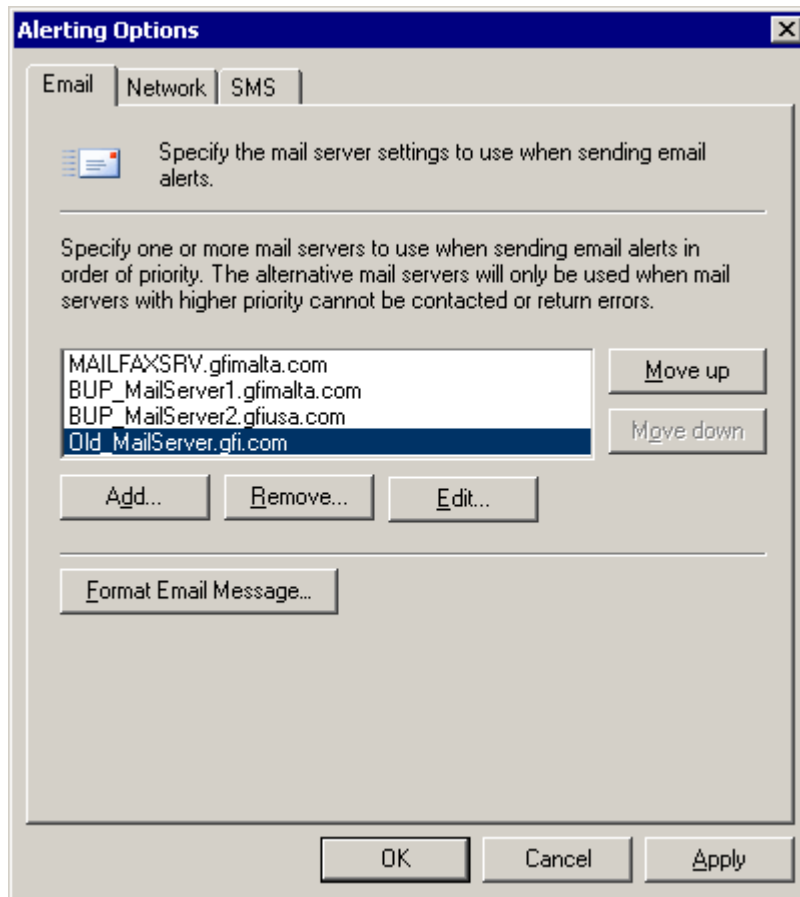 Alerting Options
Email
Network
SMS
Specify the mail server settings to use when sending email
alerts.
Specify one or more mail servers to use when sending email alerts in
order of priority. The alternative mail servers will only be used when mail
servers with higher priority cannot be contacted or return errors.
MAILFAXSRV.gfimalta.com
BUP_MailServer1.gfimalta.com
BUP_MailServer2.gfiusa.com
Old_MailServer.gfi.com
Move up
Move down
Add...
Remove...
Edit...
Format Email Message...
OK
Cancel
Apply